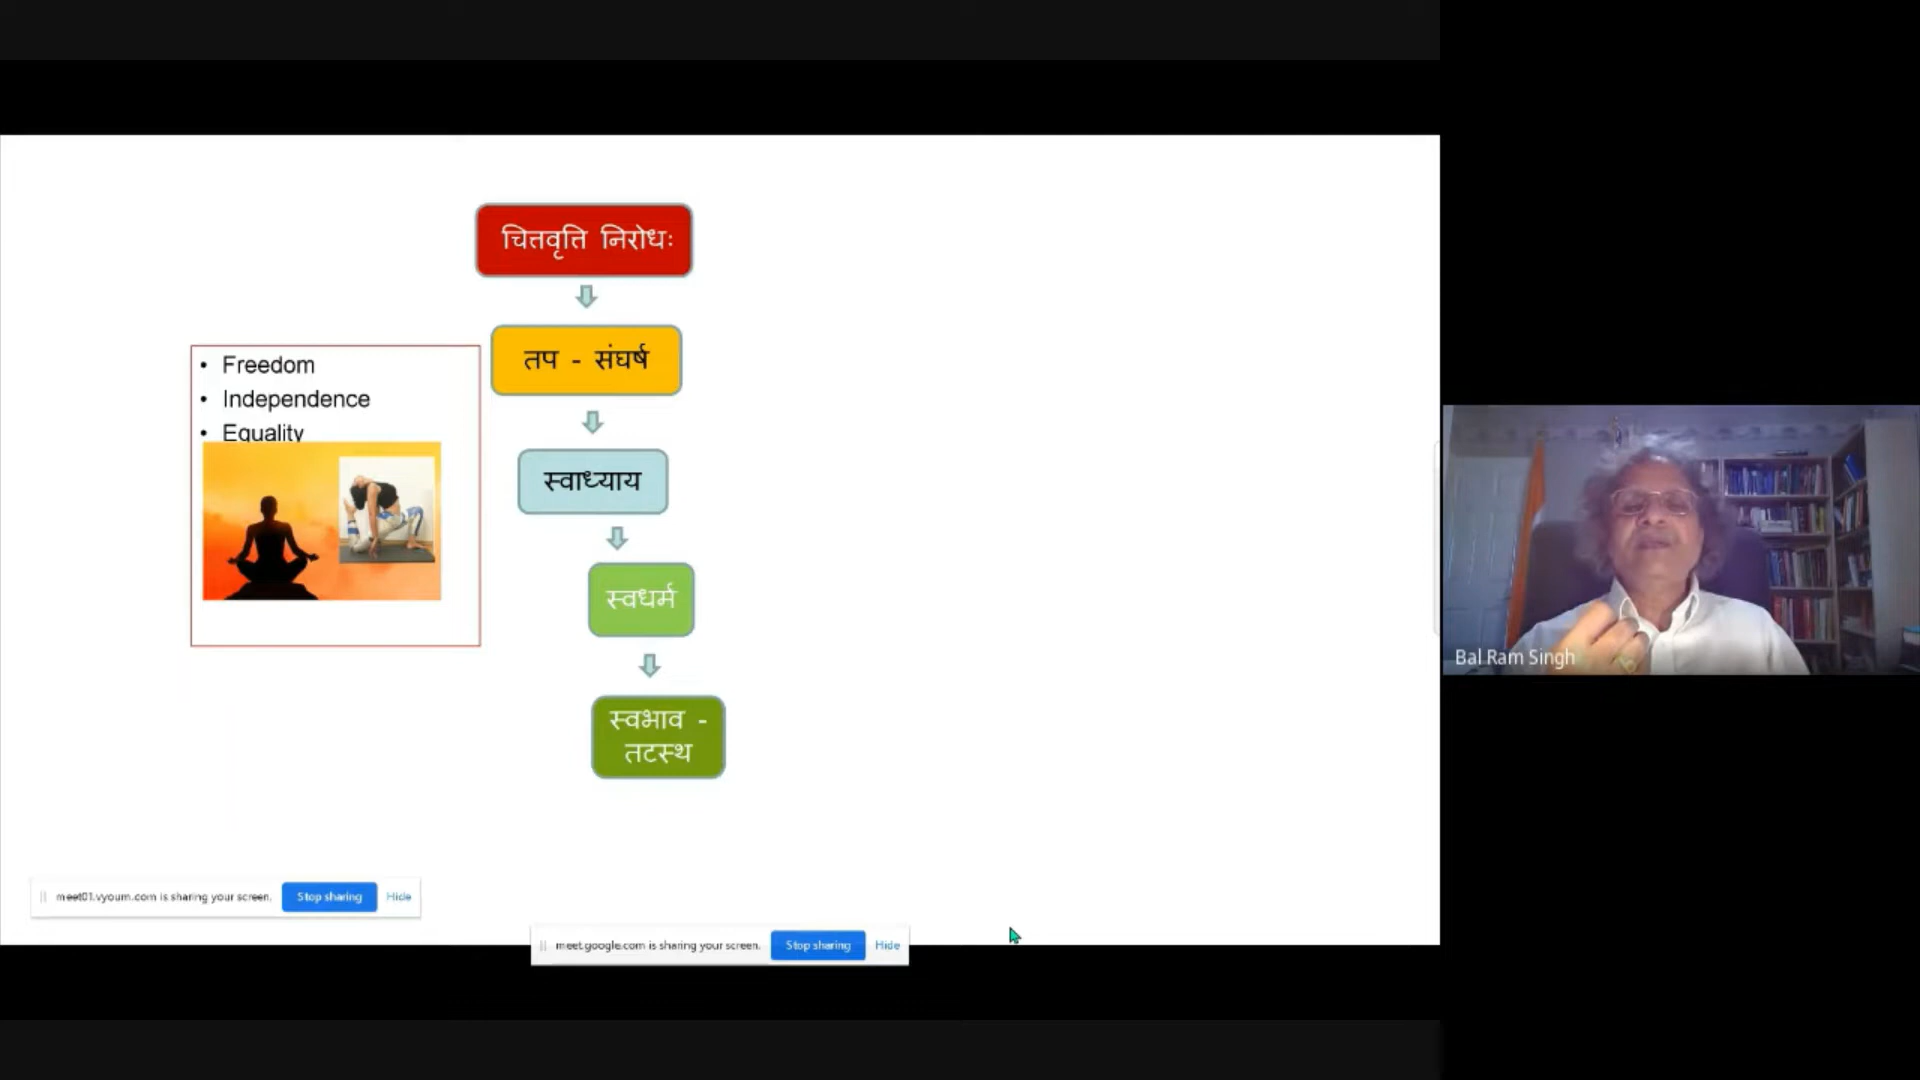 चित्तवृत्ति निरोधः
तप - संघर्ष
• Freedom
• Independence
• Equality
स्वाध्याय
स्वधर्म
स्वभाव -
तटस्थ
Bal Ram Singh
meet01.vyoum.com is sharing your screen. Stop sharing Hide
meet.google.com is sharing your screen. Stop sharing Hide